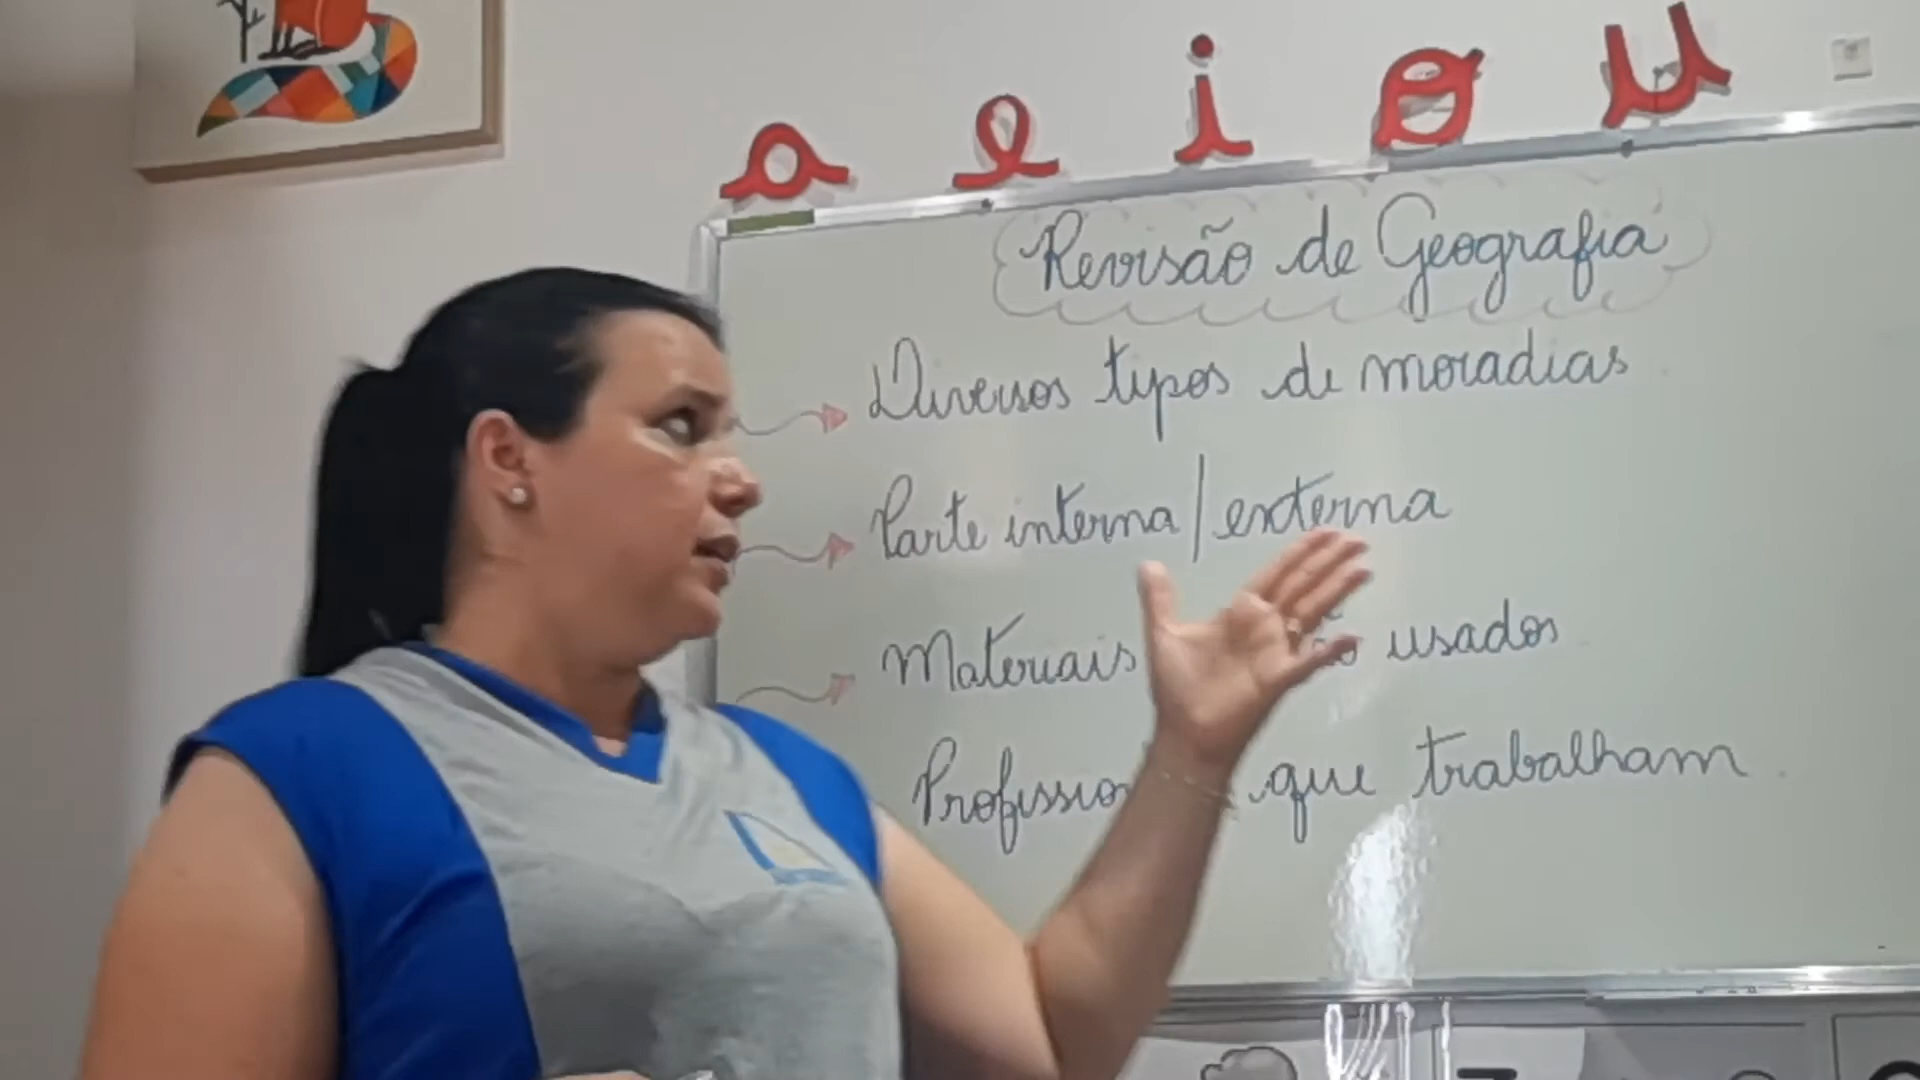 a e i o u
Revisão de Geografia
Diversos tipos de moradias
Parte interna/externa
Materiais usados
que trabalham